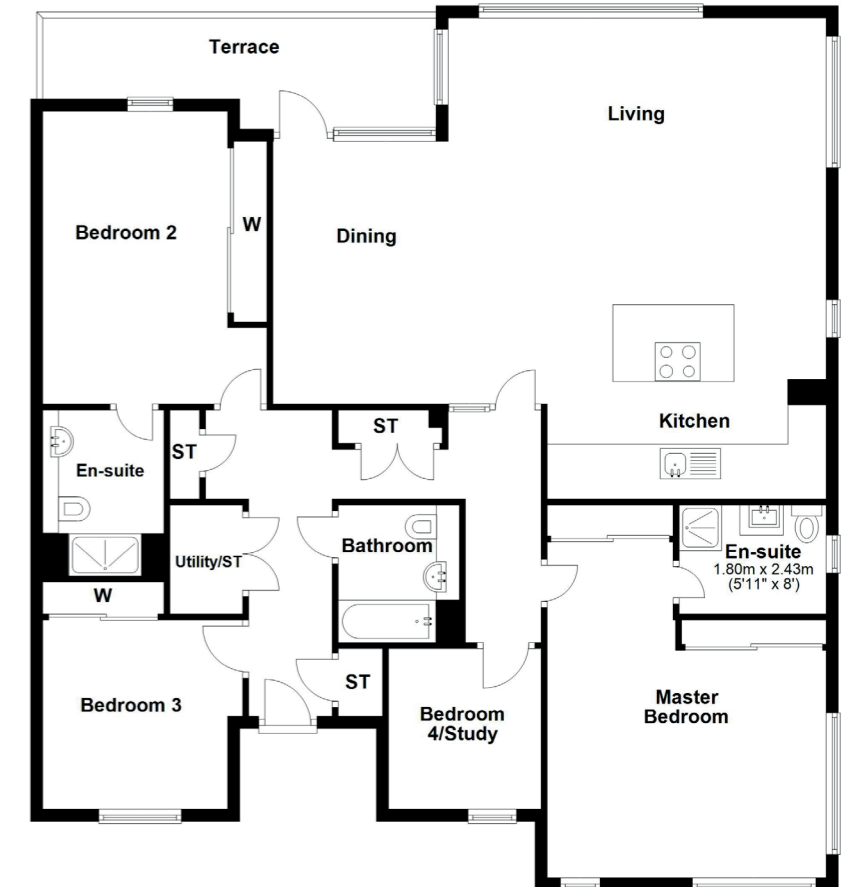 Terrace
Living
Bedroom 2
W
Dining
Kitchen
ST
ST
En-suite
Utility/ST
Bathroom
En-suite
1.80m x 2.43m
(5'11" x 8')
W
ST
Bedroom 3
Bedroom
4/Study
Master
Bedroom